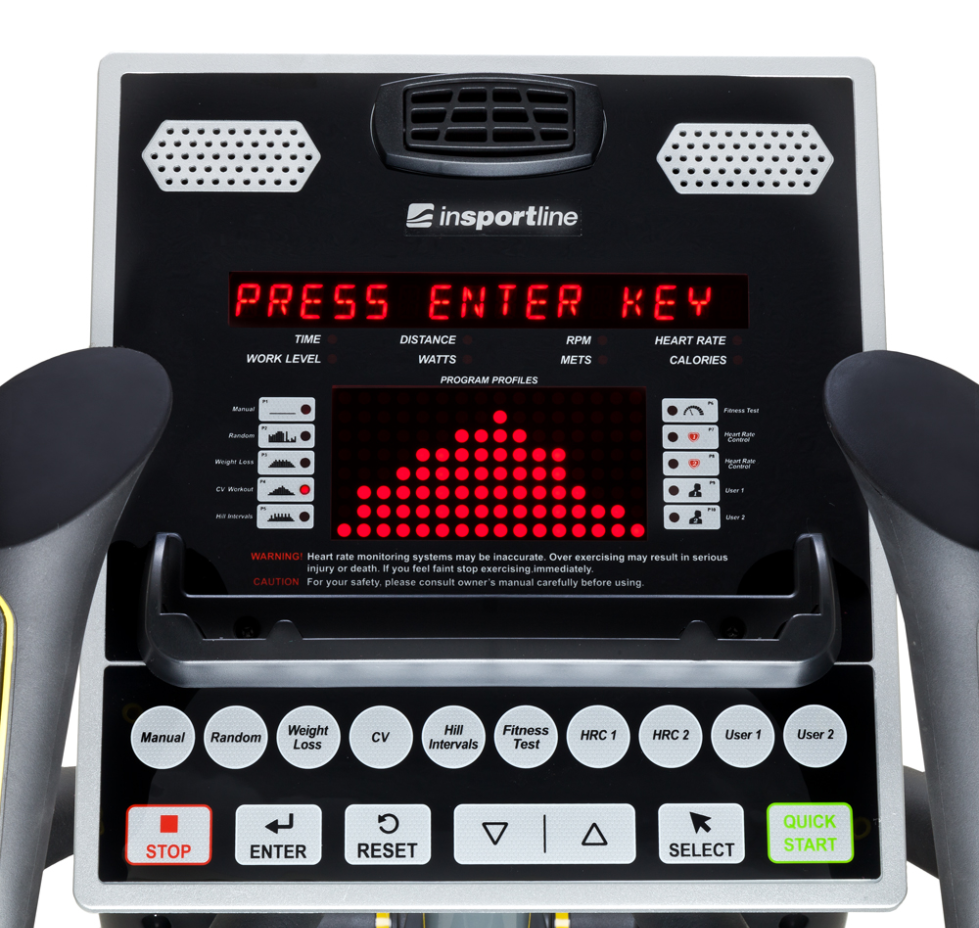 insportline
PRESS ENTER KEY
TIME DISTANCE RPM HEART RATE
WORK LEVEL WATTS METS CALORIES
PROGRAM PROFILES
Manual P1
Random P2
Weight Loss P3
CV Workout P4
Hill Intervals P5
P6 Fitness Test
P7 Heart Rate
Control
P8 Heart Rate
Control
P9 User 1
P10 User 2
WARNING! Heart rate monitoring systems may be inaccurate. Over exercising may result in serious
injury or death. If you feel faint stop exercising immediately.
CAUTION For your safety, please consult owner's manual carefully before using.
Manual
Random
Weight
Loss
CV
Hill
Intervals
Fitness
Test
HRC 1
HRC 2
User 1
User 2
STOP
ENTER
RESET
SELECT
QUICK
START